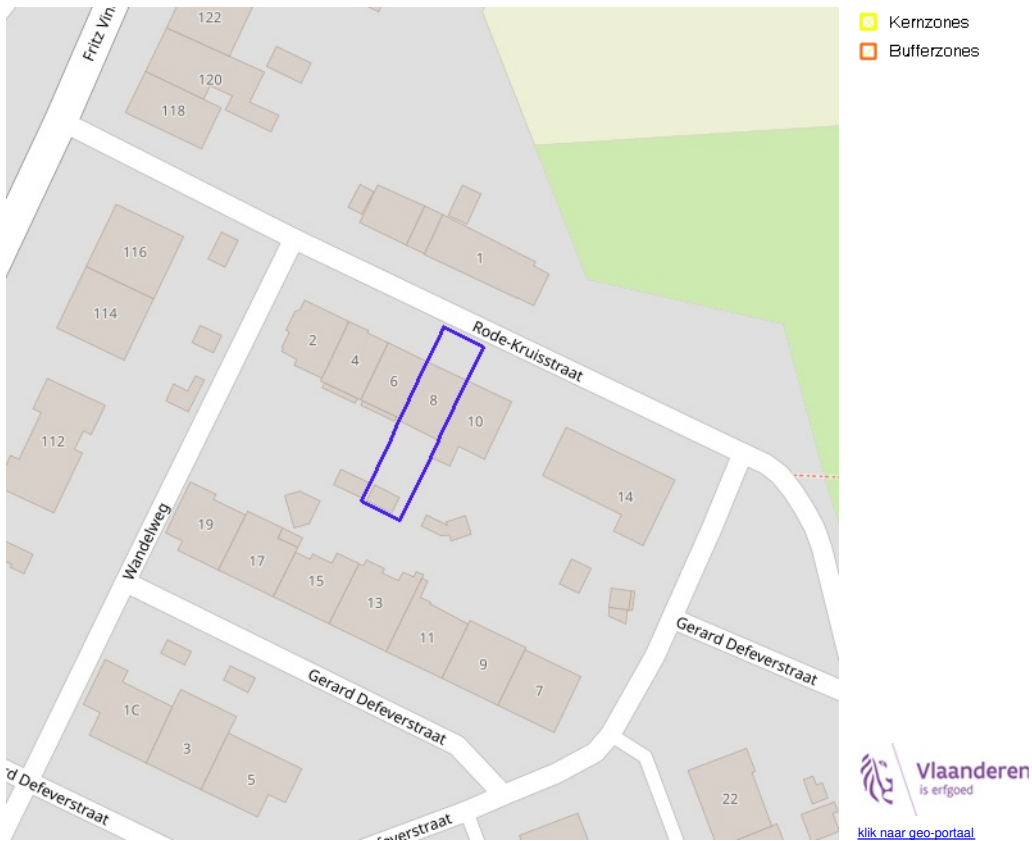 Kernzones
Bufferzones
122
Fritz Vin
120
118
116
1
114
Rode-Kruisstraat
2
4
6
8
10
112
14
19
Wandelweg
17
15
13
11
9
7
Gerard Defeverstraat
Gerard Defeverstraat
1C
3
5
rd Defeverstraat
22
feverstraat
Vlaanderen
is erfgoed
klik naar geo-portaal